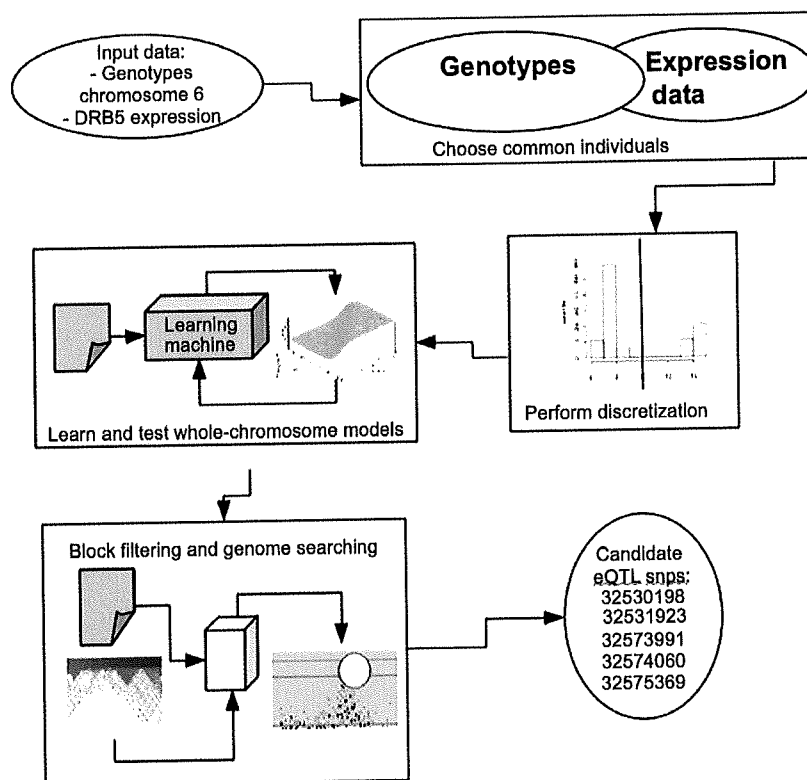 Input data:
- Genotypes
chromosome 6
- DRB5 expression
Genotypes
Expression
data
Choose common individuals
Perform discretization
Learning
machine
Learn and test whole-chromosome models
Block filtering and genome searching
Candidate
eQTL snps:
32530198
32531923
32573991
32574060
32575369